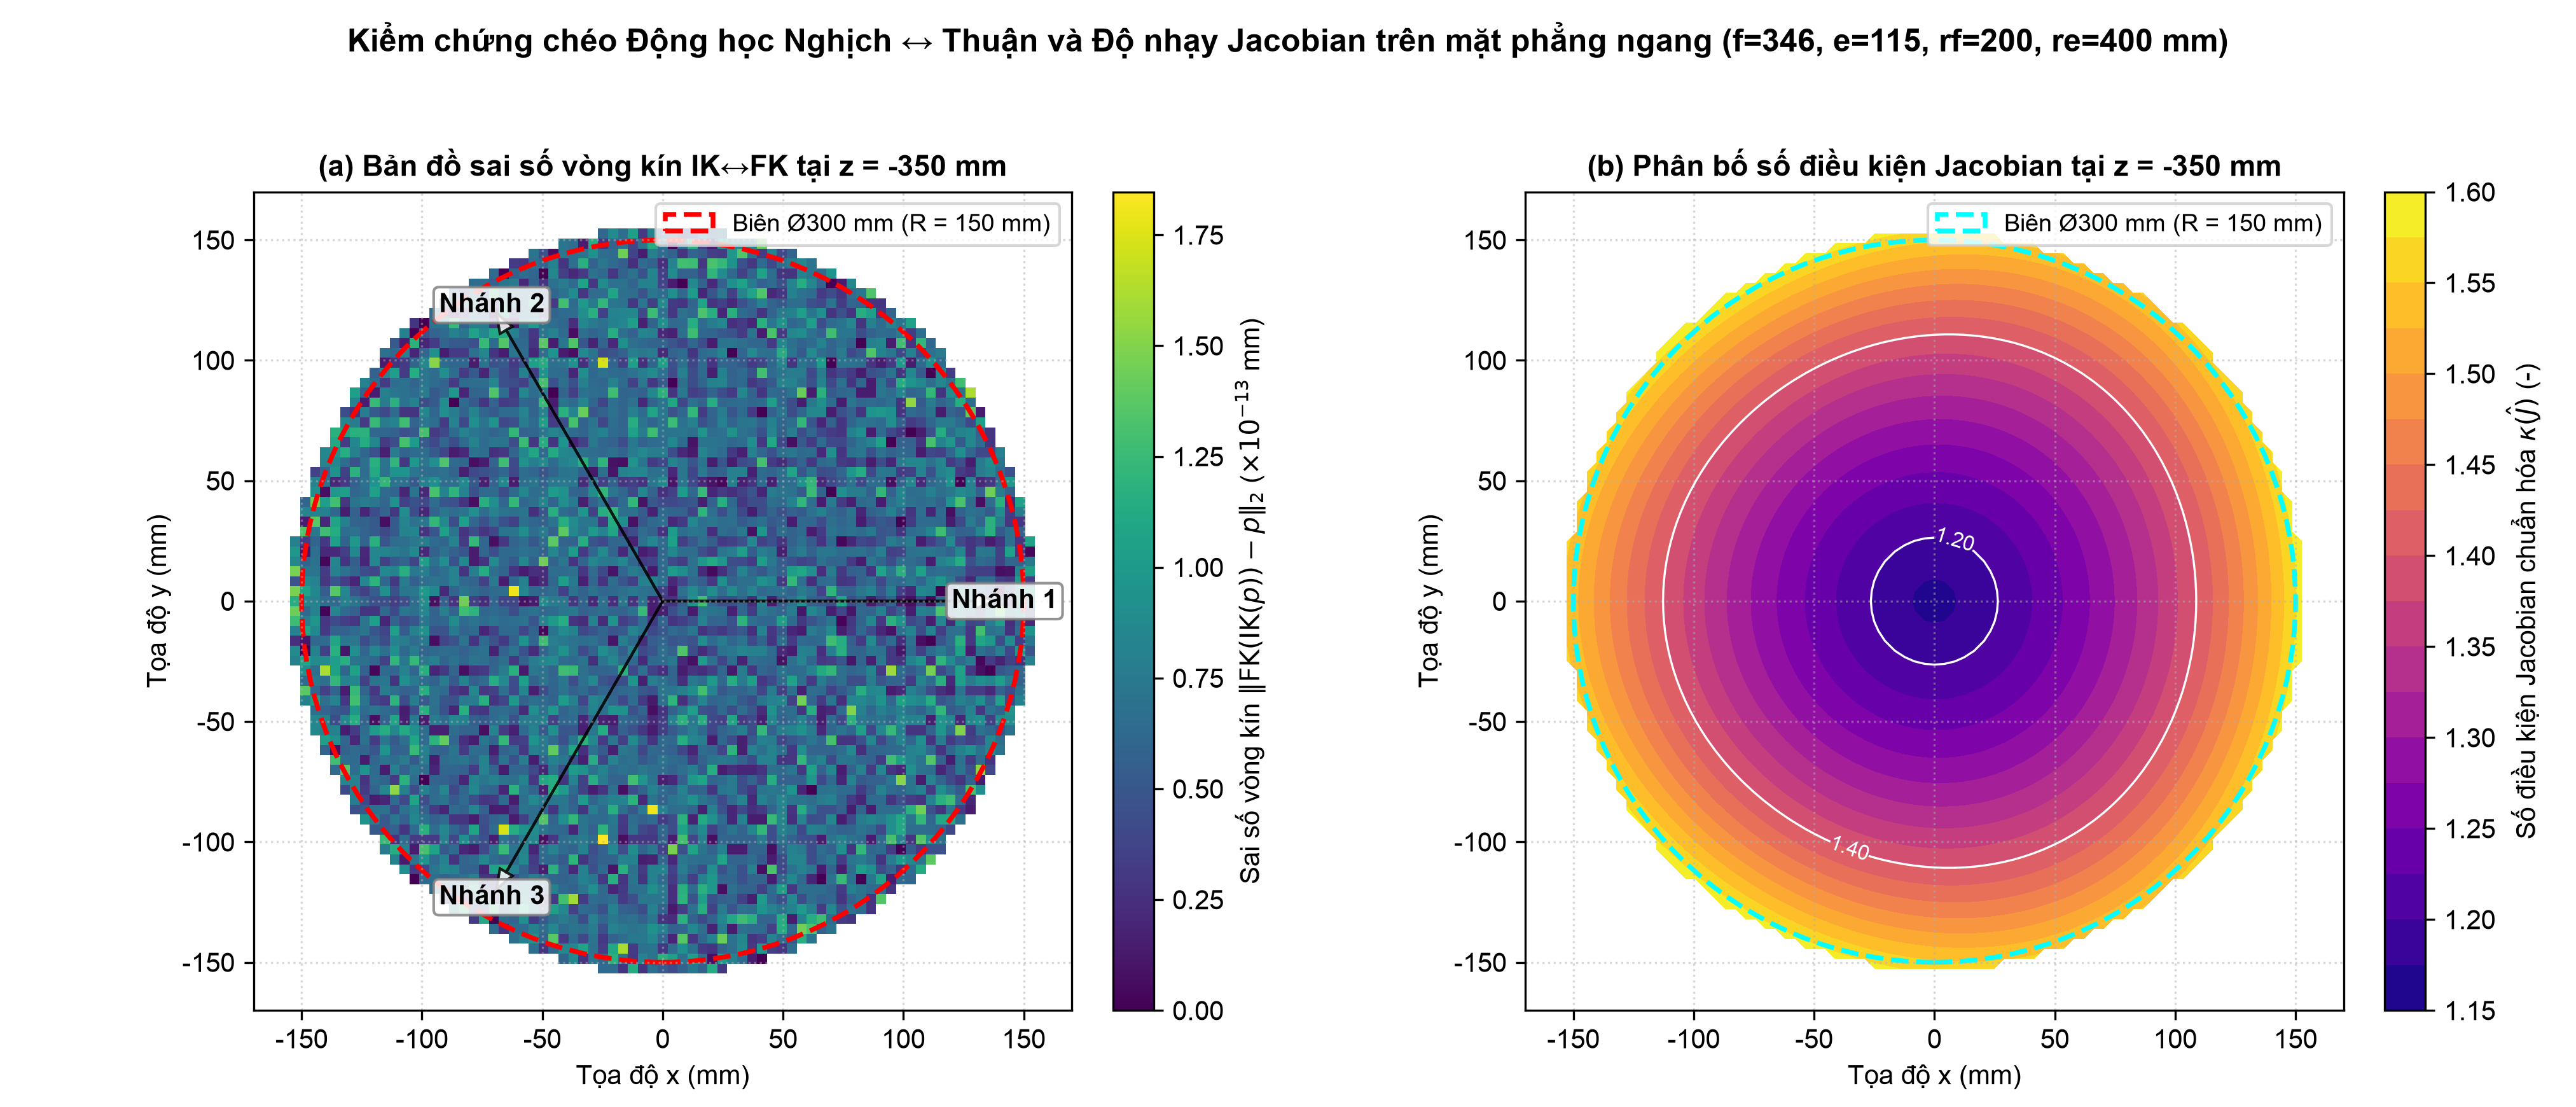 Kiểm chứng chéo Động học Nghịch ↔ Thuận và Độ nhạy Jacobian trên mặt phẳng ngang (f=346, e=115, rf=200, re=400 mm)
(a) Bản đồ sai số vòng kín IK↔FK tại z = -350 mm
Biên Ø300 mm (R = 150 mm)
Nhánh 2
Nhánh 1
Nhánh 3
150
100
50
0
-50
-100
-150
Tọa độ y (mm)
-150 -100 -50 0 50 100 150
Tọa độ x (mm)
1.75
1.50
1.25
1.00
0.75
0.50
0.25
0.00
Sai số vòng kín ‖FK(IK(p)) − p‖₂ (×10⁻¹³ mm)
(b) Phân bố số điều kiện Jacobian tại z = -350 mm
Biên Ø300 mm (R = 150 mm)
1.20
1.40
150
100
50
0
-50
-100
-150
Tọa độ y (mm)
-150 -100 -50 0 50 100 150
Tọa độ x (mm)
1.60
1.55
1.50
1.45
1.40
1.35
1.30
1.25
1.20
1.15
Số điều kiện Jacobian chuẩn hóa κ(Ĵ) (-)